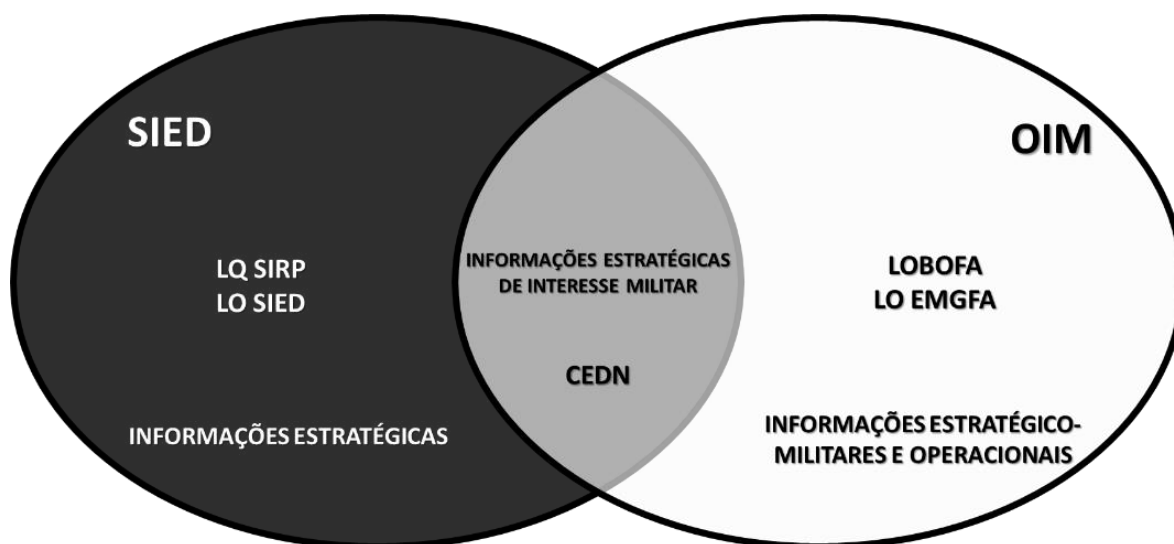 SIED
LQ SIRP
LO SIED
INFORMAÇÕES ESTRATÉGICAS
INFORMAÇÕES ESTRATÉGICAS
DE INTERESSE MILITAR
CEDN
OIM
LOBOFA
LO EMGFA
INFORMAÇÕES ESTRATÉGICO-
MILITARES E OPERACIONAIS